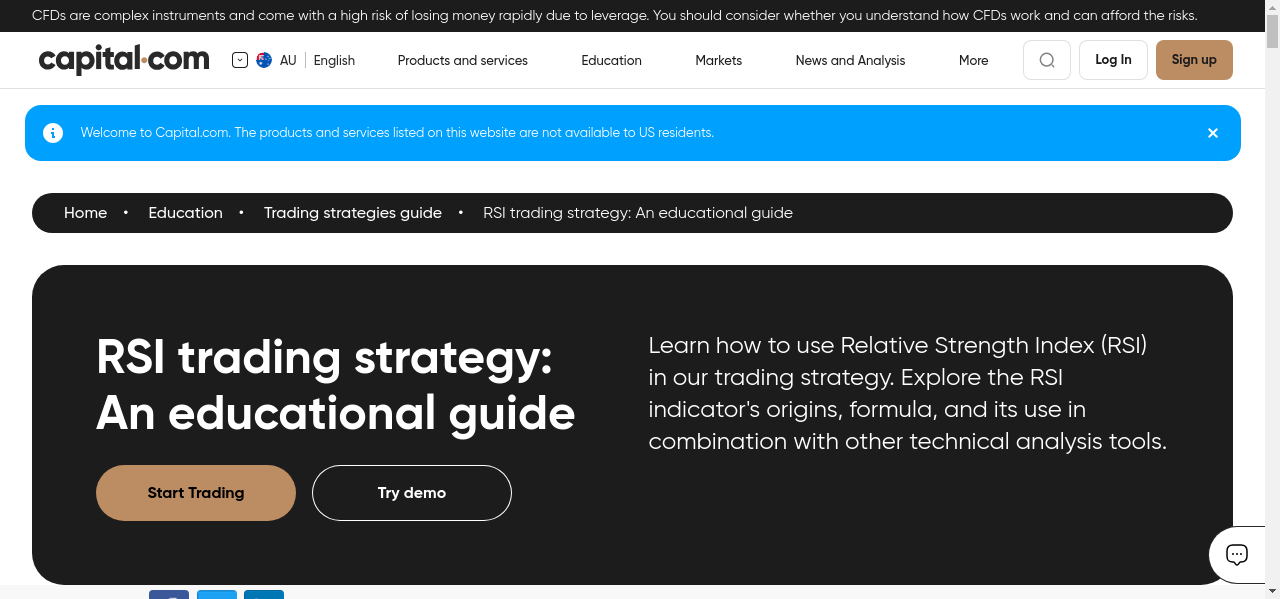 CFDs are complex instruments and come with a high risk of losing money rapidly due to leverage. You should consider whether you understand how CFDs work and can afford the risks.
capital.com
AU English Products and services Education Markets News and Analysis More Log In Sign up
Welcome to Capital.com. The products and services listed on this website are not available to US residents.
Home • Education • Trading strategies guide • RSI trading strategy: An educational guide
RSI trading strategy:
An educational guide
Learn how to use Relative Strength Index (RSI)
in our trading strategy. Explore the RSI
indicator's origins, formula, and its use in
combination with other technical analysis tools.
Start Trading Try demo